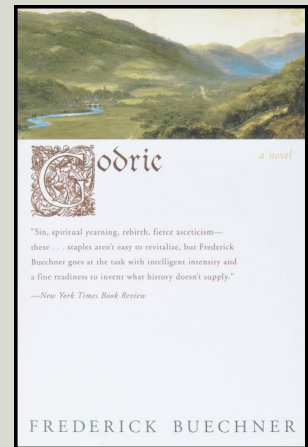 Godric
a novel
"Sin, spiritual yearning, rebirth, fierce asceticism—
these . . . staples aren't easy to revitalize, but Frederick
Buechner goes at the task with intelligent intensity and
a fine readiness to invent what history doesn't supply."
—New York Times Book Review
FREDERICK BUECHNER